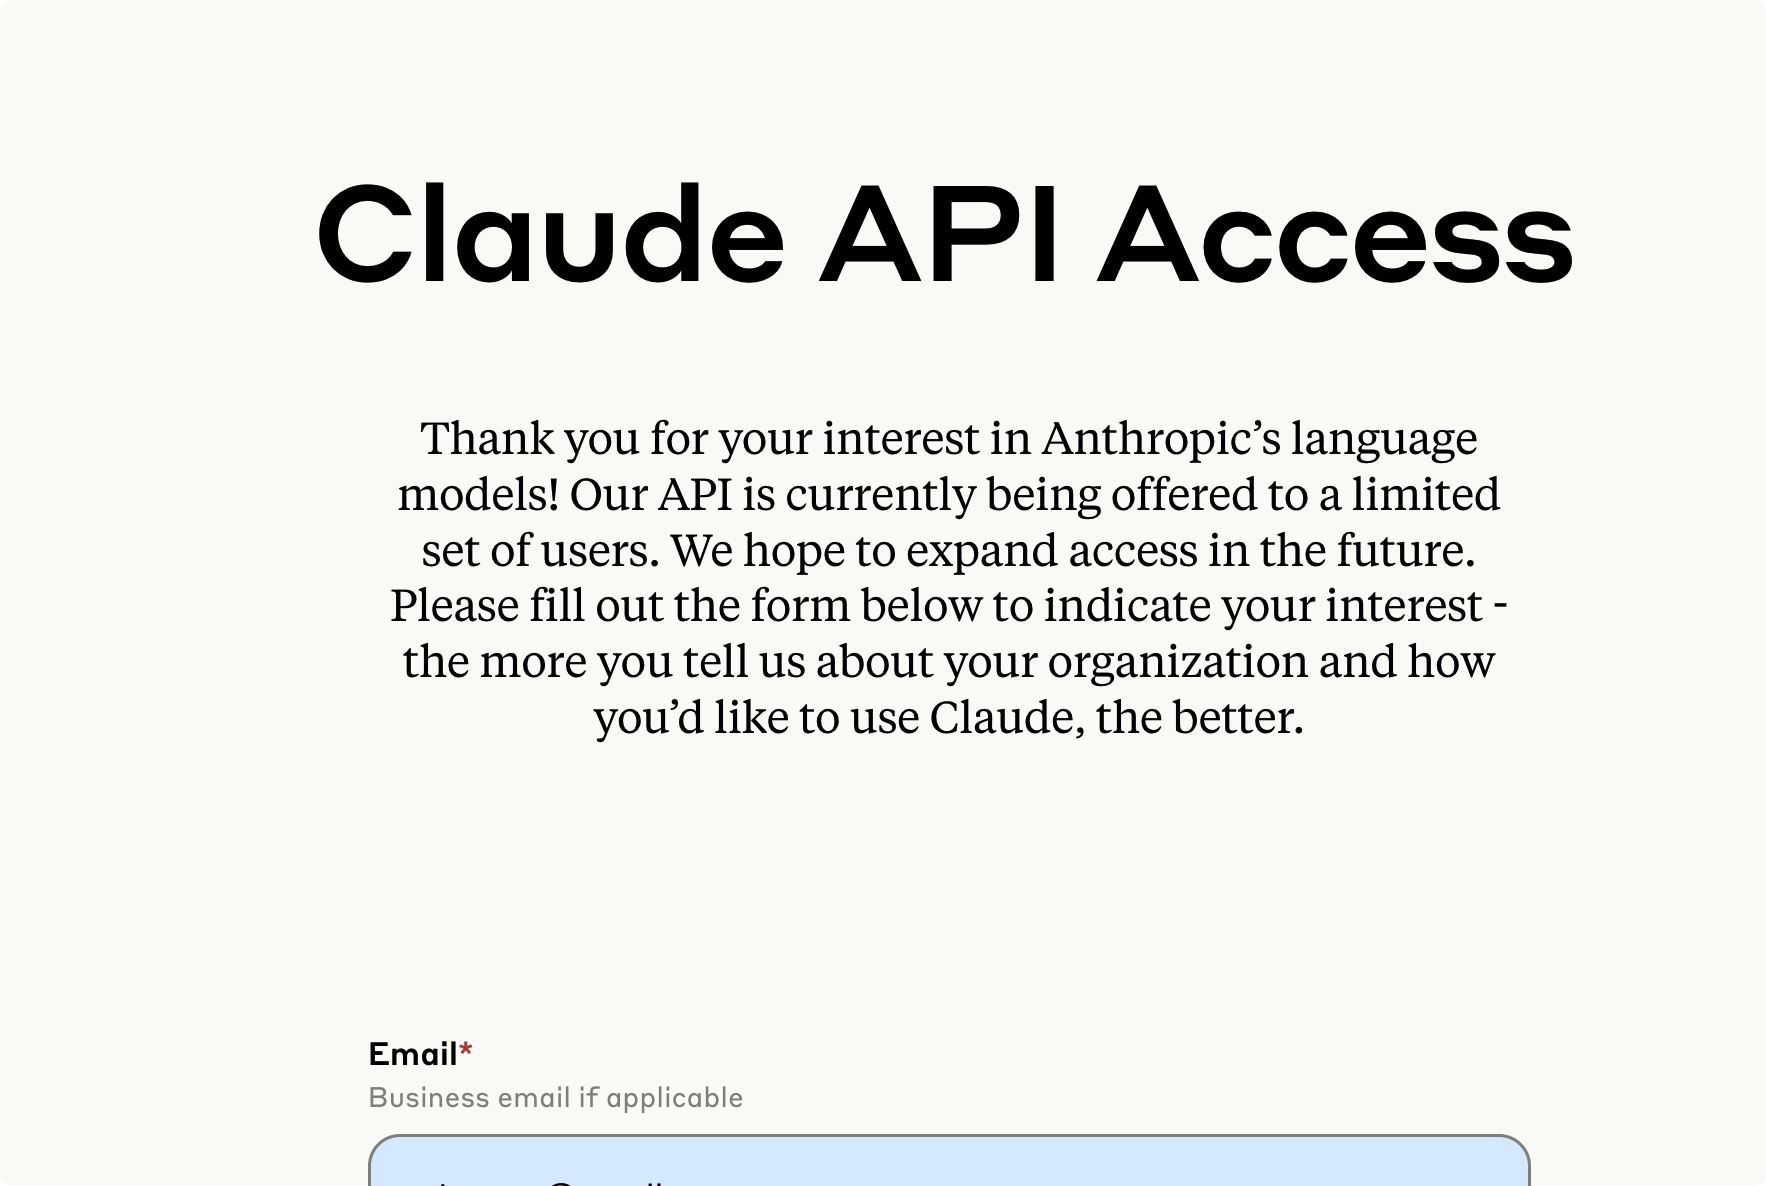 Claude API Access
Thank you for your interest in Anthropic’s language
models! Our API is currently being offered to a limited
set of users. We hope to expand access in the future.
Please fill out the form below to indicate your interest -
the more you tell us about your organization and how
you’d like to use Claude, the better.
Email*
Business email if applicable